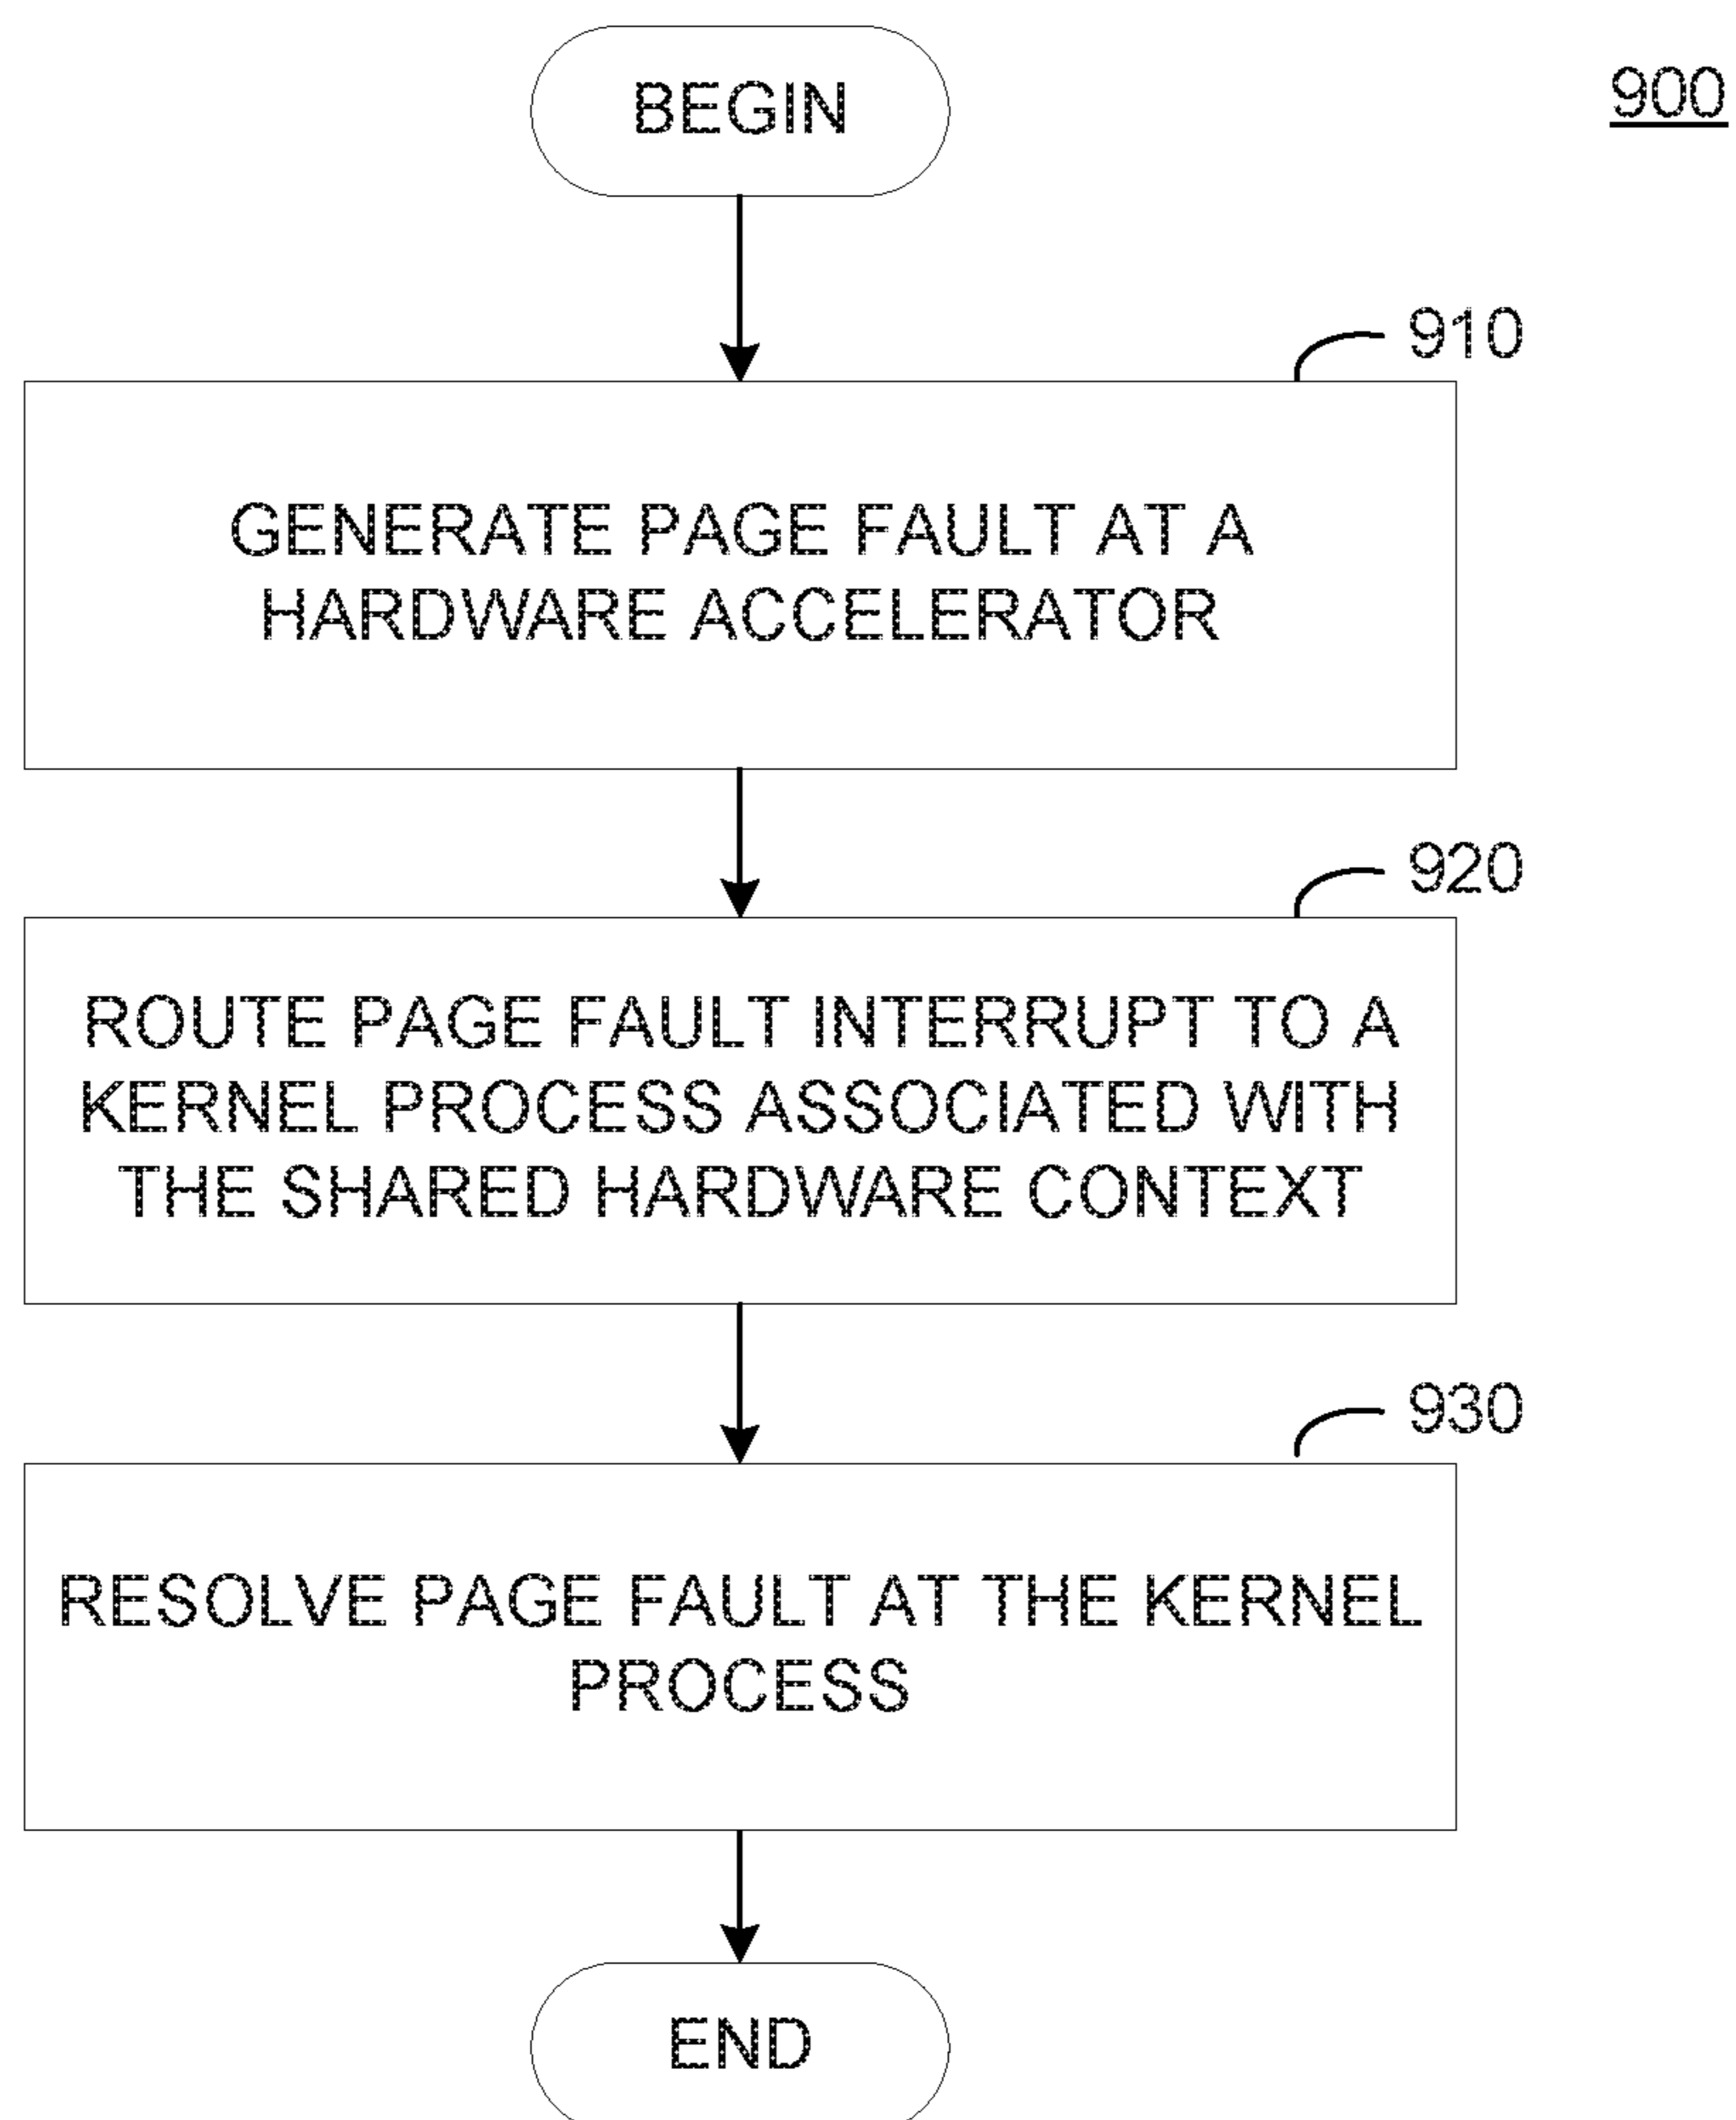 BEGIN
900
910
GENERATE PAGE FAULT AT A
HARDWARE ACCELERATOR
920
ROUTE PAGE FAULT INTERRUPT TO A
KERNEL PROCESS ASSOCIATED WITH
THE SHARED HARDWARE CONTEXT
930
RESOLVE PAGE FAULT AT THE KERNEL
PROCESS
END